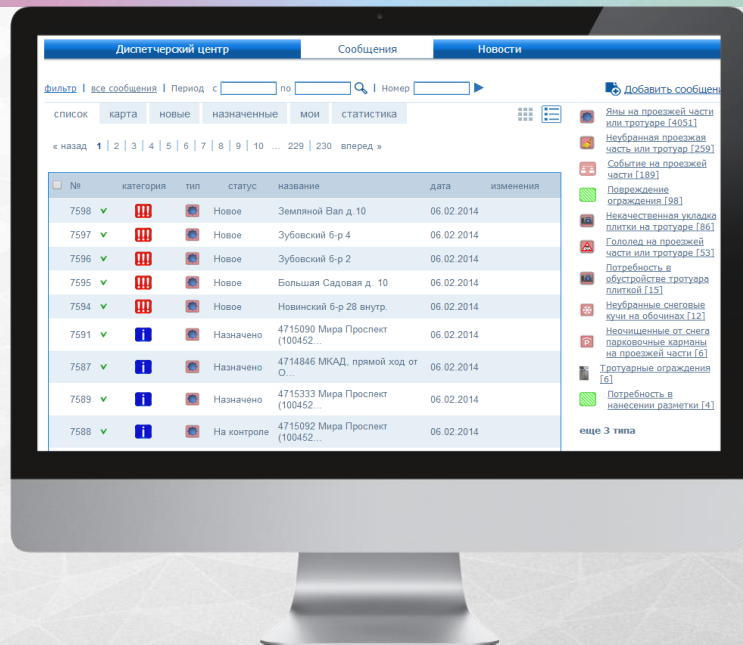 Диспетчерский центр
Сообщения
Новости
фильтр | все сообщения | Период с по | Номер
список карта новые назначенные мои статистика
« назад 1 | 2 | 3 | 4 | 5 | 6 | 7 | 8 | 9 | 10 ... 229 | 230 вперед »
№ категория тип статус название дата изменения
7598 Новое Земляной Вал д.10 06.02.2014
7597 Новое Зубовский б-р 4 06.02.2014
7596 Новое Зубовский б-р 2 06.02.2014
7595 Новое Большая Садовая д. 10 06.02.2014
7594 Новое Новинский б-р 28 внутр. 06.02.2014
7591 i Назначено 4715090 Мира Проспект (100452... 06.02.2014
7587 i Назначено 4714846 МКАД, прямой ход от О... 06.02.2014
7589 i Назначено 4715333 Мира Проспект (100452... 06.02.2014
7588 i На контроле 4715092 Мира Проспект (100452... 06.02.2014
Добавить сообщени
Ямы на проезжей части
или тротуаре [4051]
Неубранная проезжая
часть или тротуар [259]
Событие на проезжей
части [189]
Повреждение
ограждения [98]
Некачественная укладка
плитки на тротуаре [86]
Гололед на проезжей
части или тротуаре [53]
Потребность в
обустройстве тротуара
плиткой [15]
Неубранные снеговые
кучи на обочинах [12]
Неочищенные от снега
парковочные карманы
на проезжей части [6]
Тротуарные ограждения
[6]
Потребность в
нанесении разметки [4]
еще 3 типа